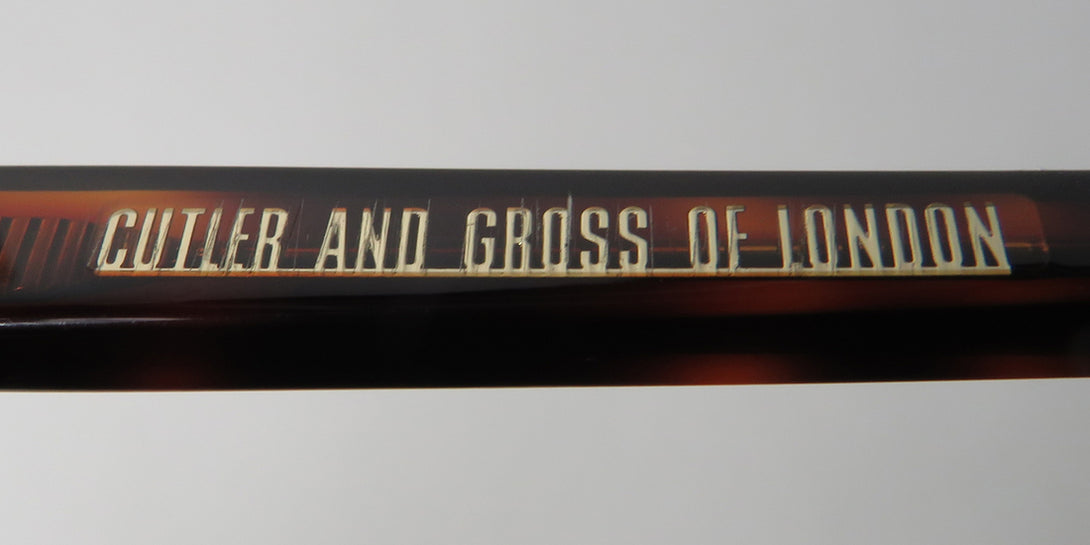 CUTLER AND GROSS OF LONDON